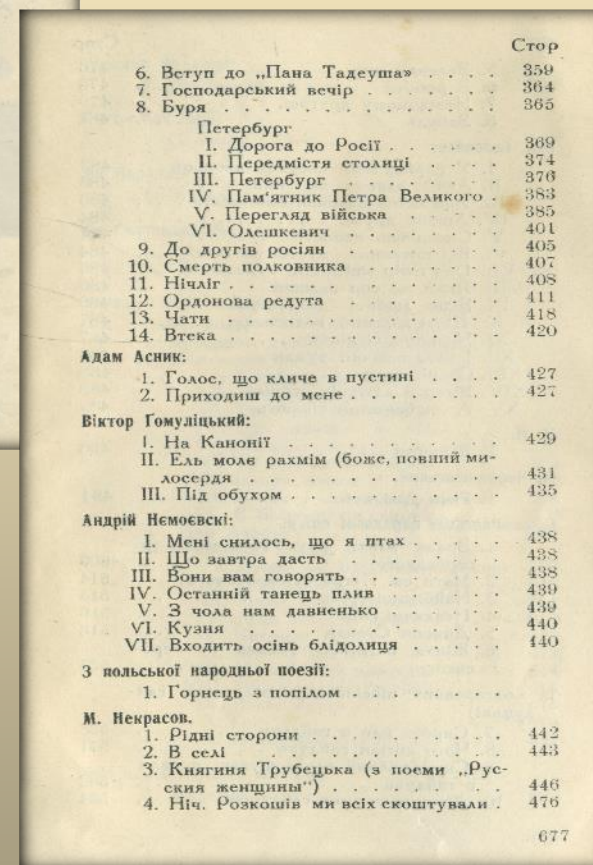 Стор
6. Вступ до „Пана Тадеуша» . . . . 359
7. Господарський вечір . . . . . . . 364
8. Буря . . . . . . . . . . . . . . 365
Петербург
I. Дорога до Росії . . . . . . 369
II. Передмістя столиці . . . . 374
III. Петербург . . . . . . . . 376
IV. Пам'ятник Петра Великого . 383
V. Перегляд війська . . . . . 385
VI. Олешкевич . . . . . . . . 401
9. До другів росіян . . . . . . . . 405
10. Смерть полковника . . . . . . . 407
11. Нічліг . . . . . . . . . . . . . 408
12. Ордонова редута . . . . . . . . 411
13. Чати . . . . . . . . . . . . . . 418
14. Втека . . . . . . . . . . . . . 420
Адам Асник:
1. Голос, що кличе в пустині . . . . 427
2. Приходиш до мене . . . . . . . . 427
Віктор Гомуліцький:
I. На Канонії . . . . . . . . . . 429
II. Ель молє рахмім (боже, повний ми-
лосердя . . . . . . . . . . 431
III. Під обухом . . . . . . . . . . 435
Андрій Нємоєвскі:
I. Мені снилось, що я птах . . . . 438
II. Що завтра дасть . . . . . . . 438
III. Вони вам говорять . . . . . . . 438
IV. Останній танець плив . . . . . 439
V. З чола нам давненько . . . . . 439
VI. Кузня . . . . . . . . . . . . 440
VII. Входить осінь блідолиця . . . . 440
З польської народньої поезії:
1. Горнець з попілом . . . . . . . .
М. Некрасов.
1. Рідні сторони . . . . . . . . . . 442
2. В селі . . . . . . . . . . . . 443
3. Княгиня Трубецька (з поеми „Рус-
ския женщины") . . . . . . . . 446
4. Ніч. Розкошів ми всіх скоштували . 476
677